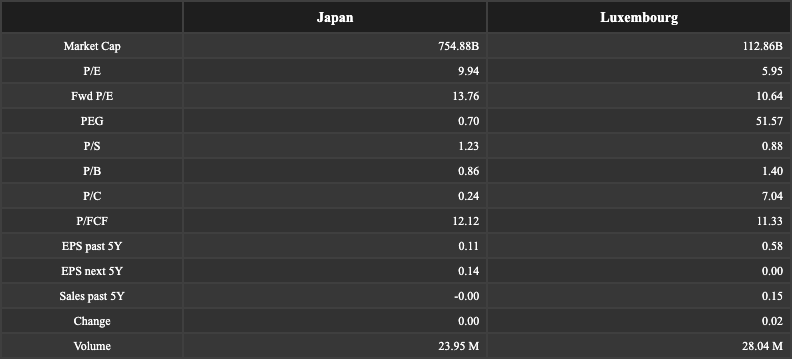 Japan Luxembourg
Market Cap 754.88B 112.86B
P/E 9.94 5.95
Fwd P/E 13.76 10.64
PEG 0.70 51.57
P/S 1.23 0.88
P/B 0.86 1.40
P/C 0.24 7.04
P/FCF 12.12 11.33
EPS past 5Y 0.11 0.58
EPS next 5Y 0.14 0.00
Sales past 5Y -0.00 0.15
Change 0.00 0.02
Volume 23.95 M 28.04 M